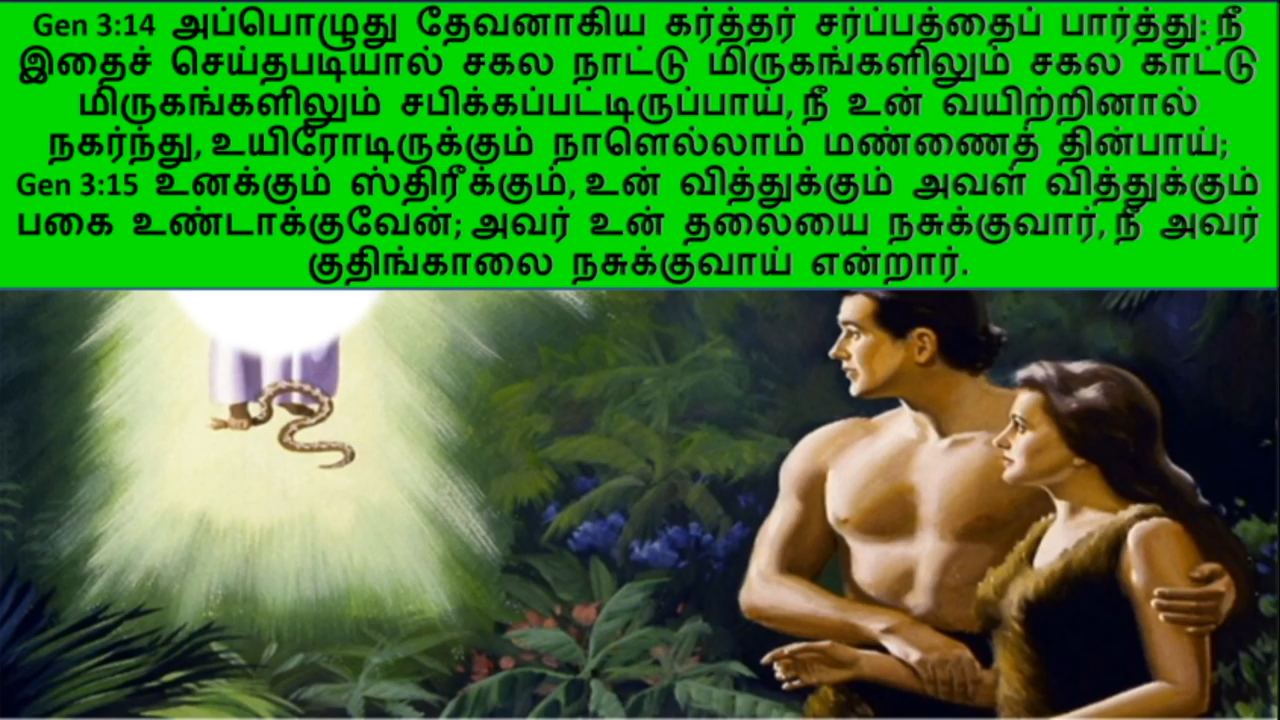 Gen 3:14 அப்பொழுது தேவனாகிய கர்த்தர் சர்ப்பத்தைப் பார்த்து: நீ
இதைச் செய்தபடியால் சகல நாட்டு மிருகங்களிலும் சகல காட்டு
மிருகங்களிலும் சபிக்கப்பட்டிருப்பாய், நீ உன் வயிற்றினால்
நகர்ந்து, உயிரோடிருக்கும் நாளெல்லாம் மண்ணைத் தின்பாய்;
Gen 3:15 உனக்கும் ஸ்திரீக்கும், உன் வித்துக்கும் அவள் வித்துக்கும்
பகை உண்டாக்குவேன்; அவர் உன் தலையை நசுக்குவார், நீ அவர்
குதிங்காலை நசுக்குவாய் என்றார்.